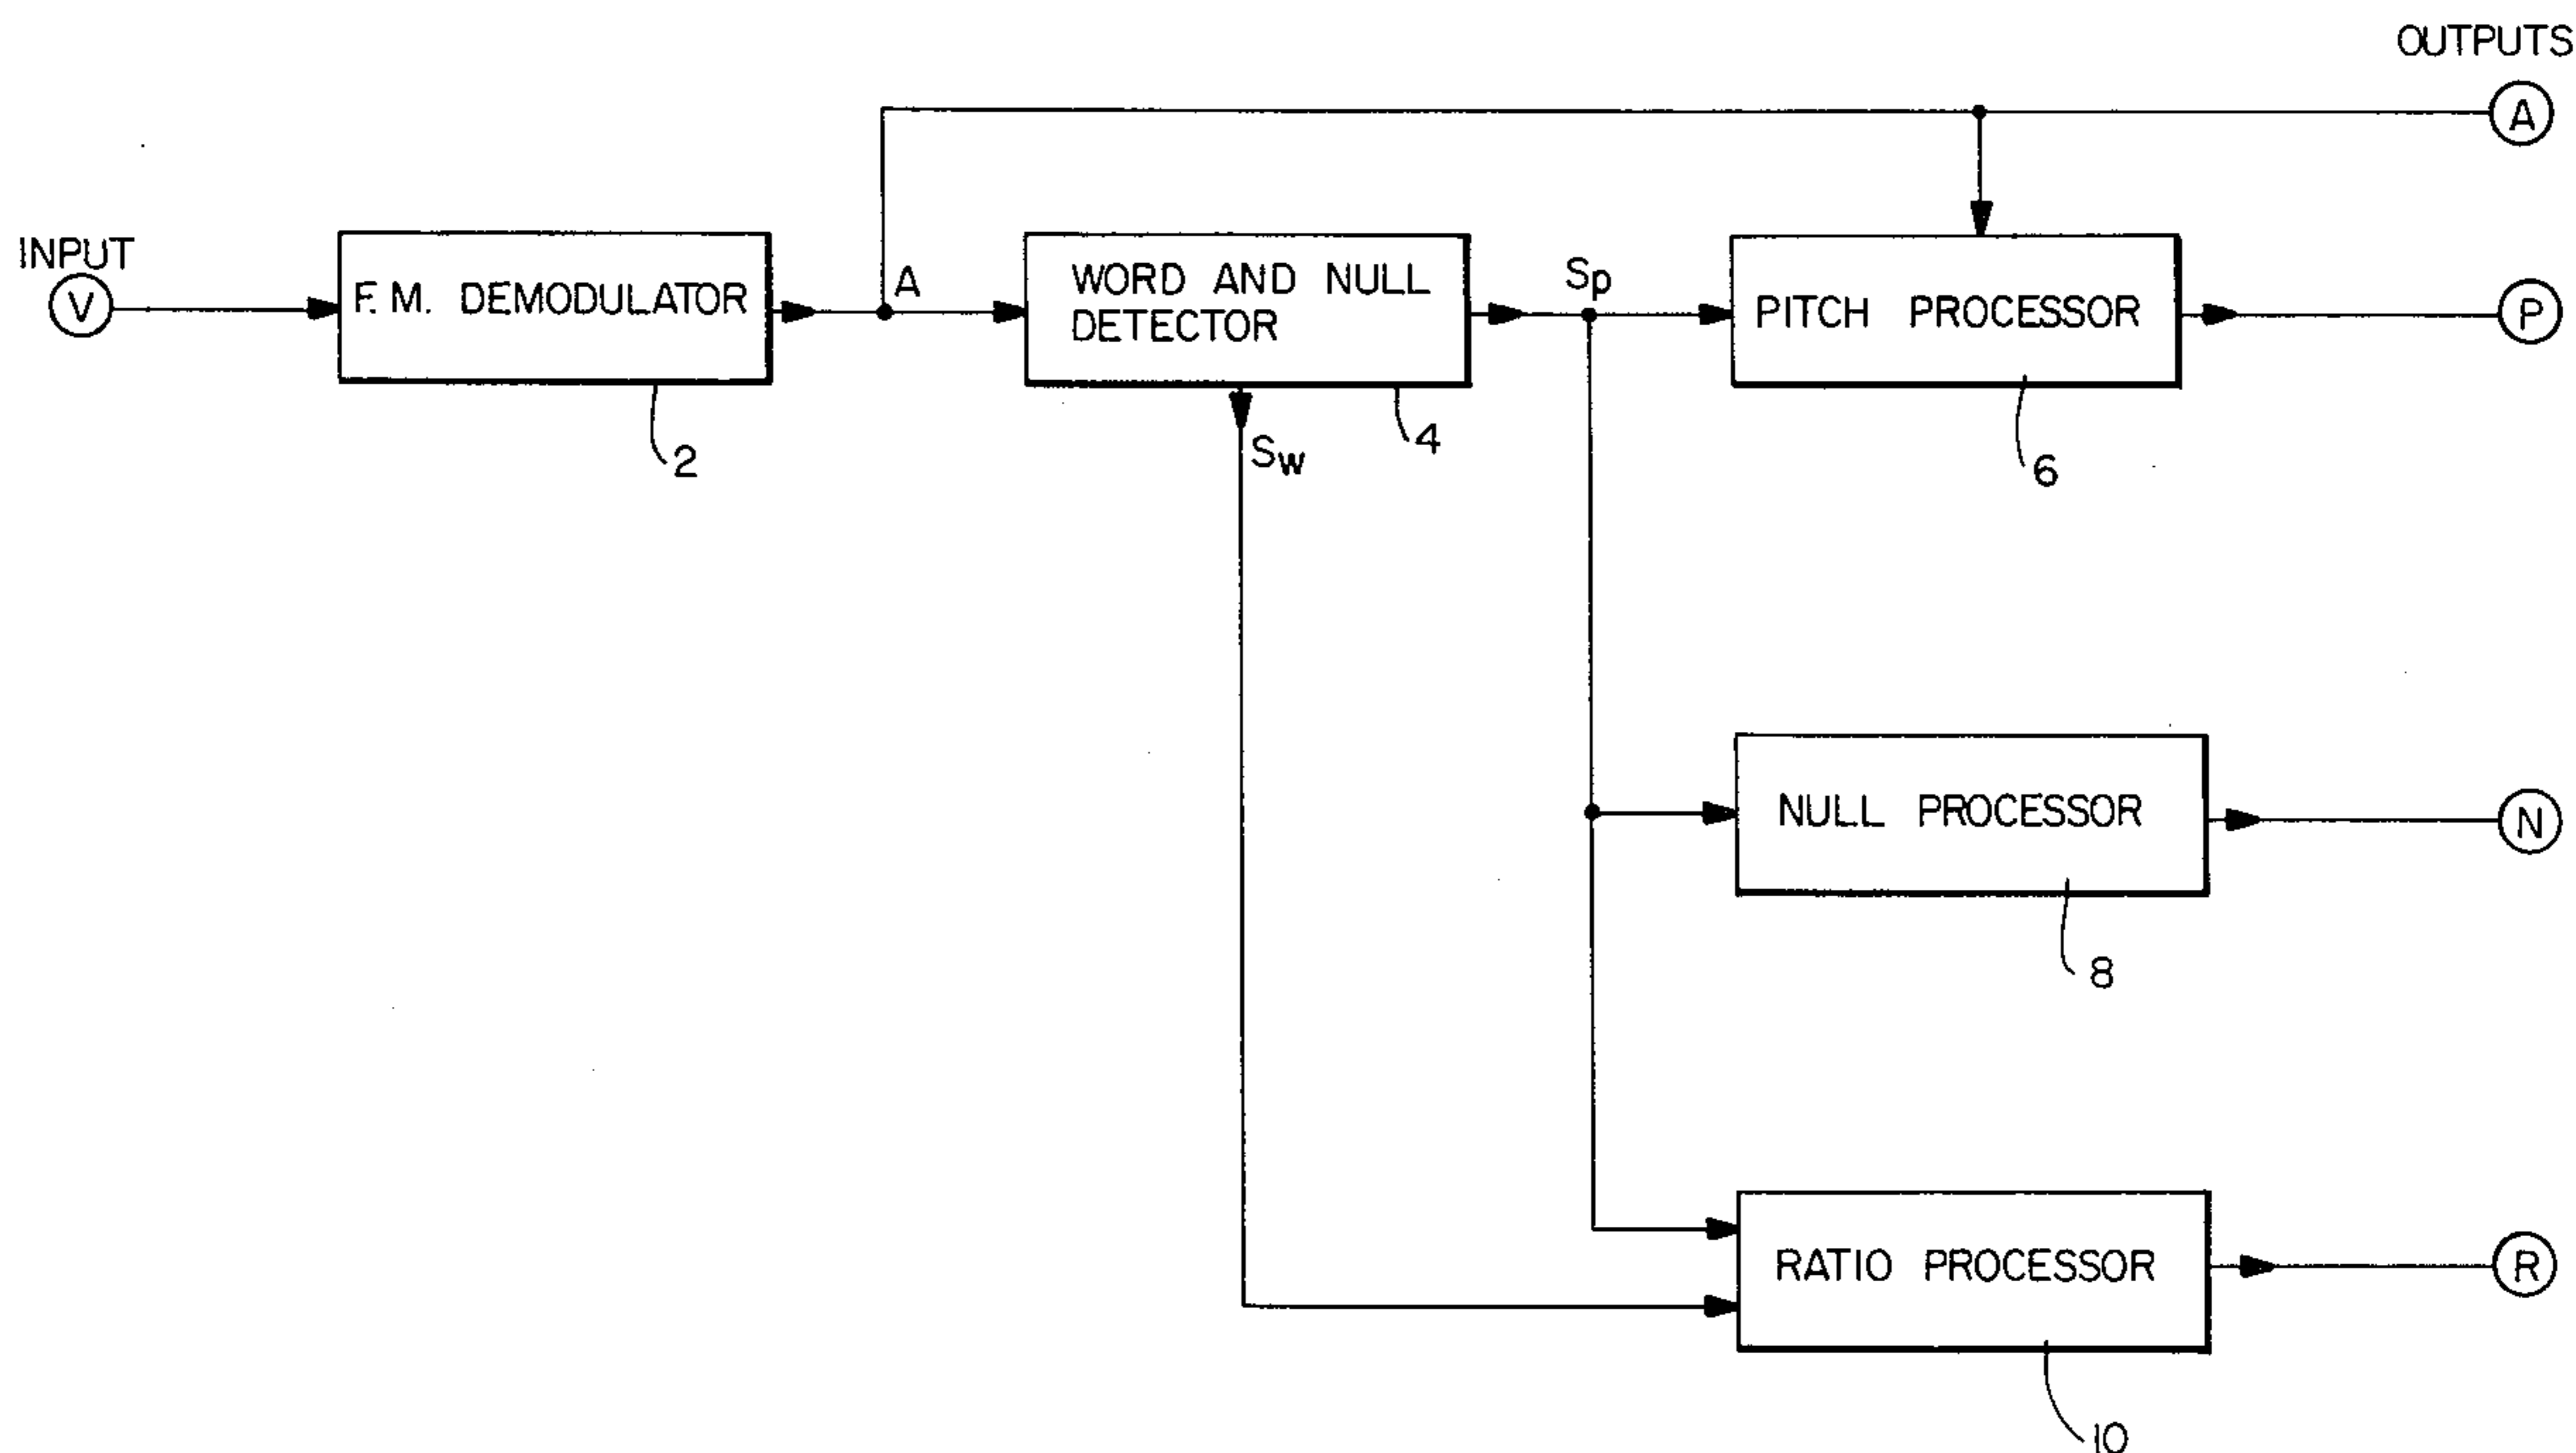 OUTPUTS
A
INPUT
V
F. M. DEMODULATOR
A
WORD AND NULL
DETECTOR
Sp
PITCH PROCESSOR
P
2
Sw
4
6
NULL PROCESSOR
N
8
RATIO PROCESSOR
R
10